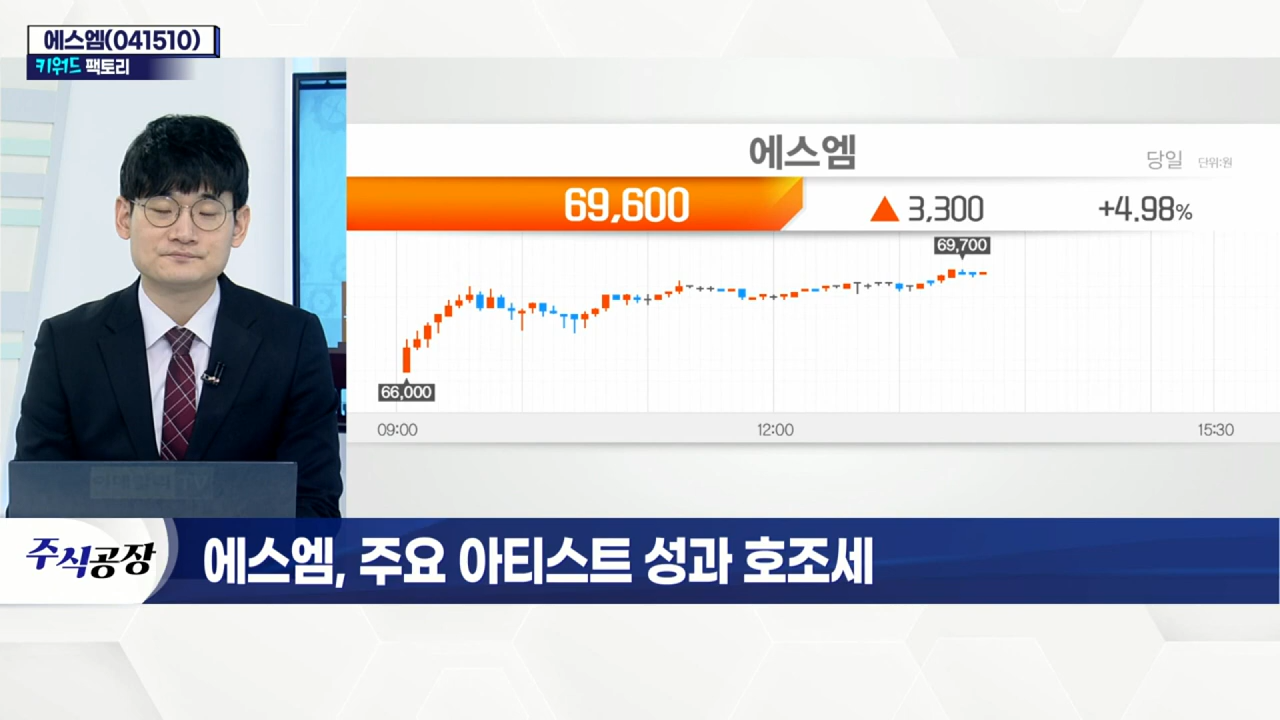 에스엠(041510)
키워드 팩토리
에스엠
당일 단위:원
69,600 ▲ 3,300 +4.98%
69,700
66,000
09:00 12:00 15:30
주식공장
에스엠, 주요 아티스트 성과 호조세